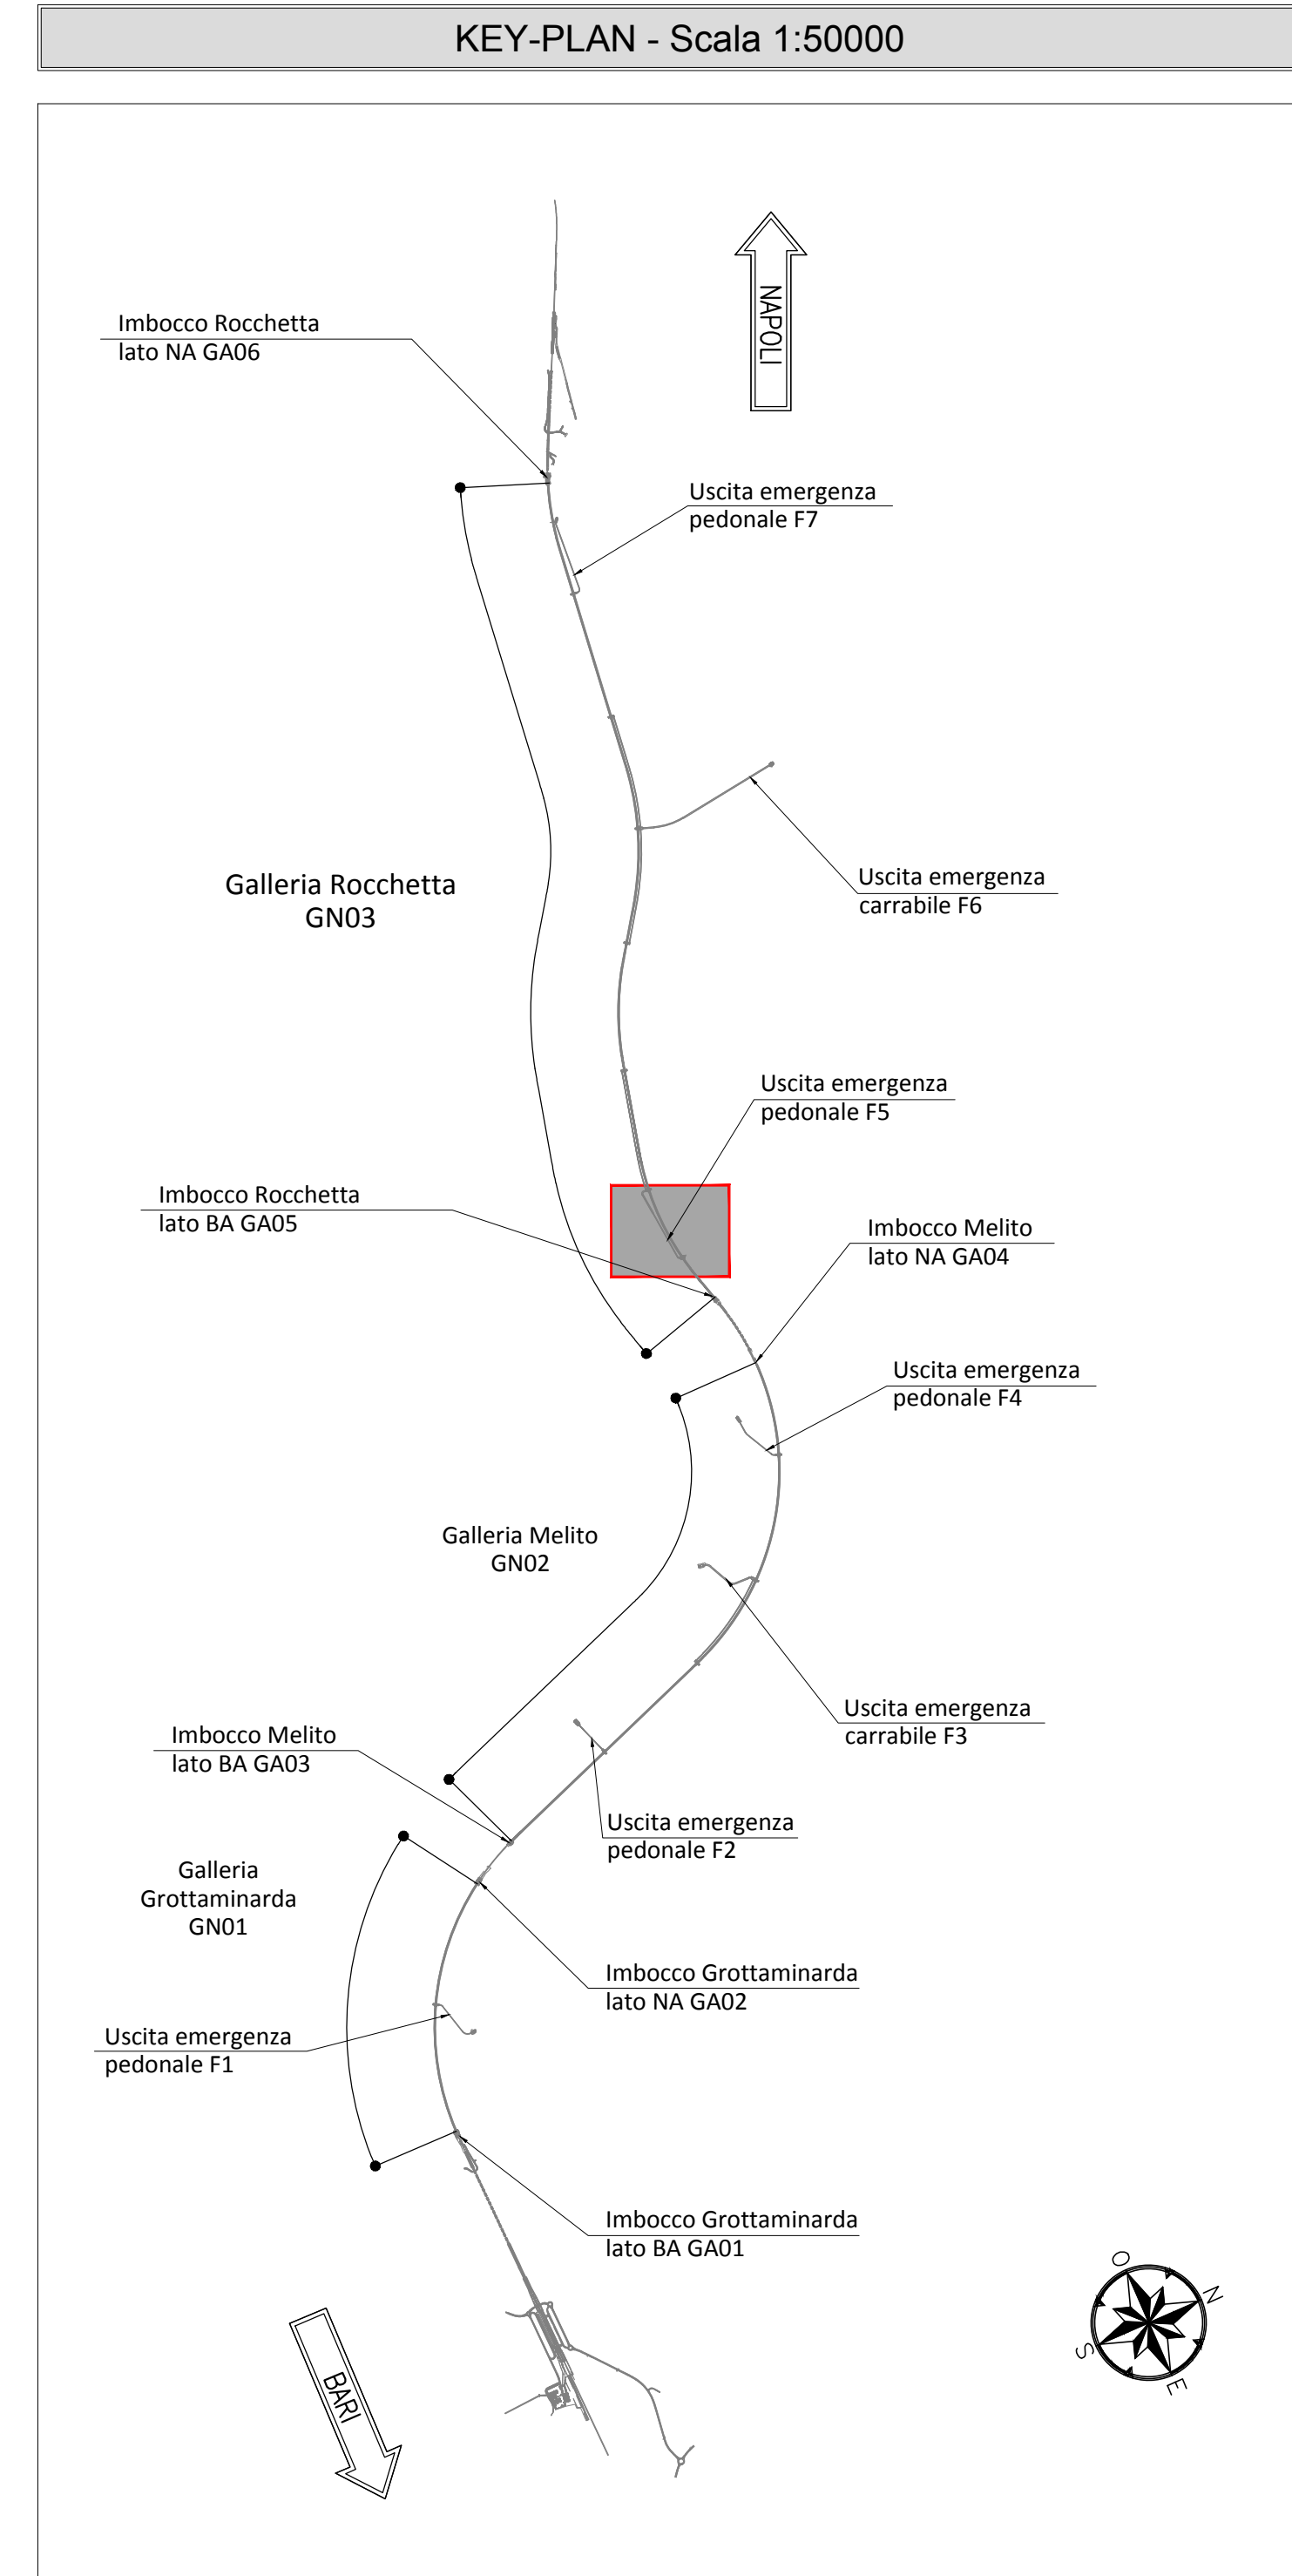 KEY-PLAN - Scala 1:50000
NAPOLI
Imbocco Rocchetta
lato NA GA06
Uscita emergenza
pedonale F7
Galleria Rocchetta
GN03
Uscita emergenza
carrabile F6
Uscita emergenza
pedonale F5
Imbocco Rocchetta
lato BA GA05
Imbocco Melito
lato NA GA04
Uscita emergenza
pedonale F4
Galleria Melito
GN02
Uscita emergenza
carrabile F3
Imbocco Melito
lato BA GA03
Uscita emergenza
pedonale F2
Galleria
Grottaminarda
GN01
Imbocco Grottaminarda
lato NA GA02
Uscita emergenza
pedonale F1
Imbocco Grottaminarda
lato BA GA01
O
N
S
E
BARI